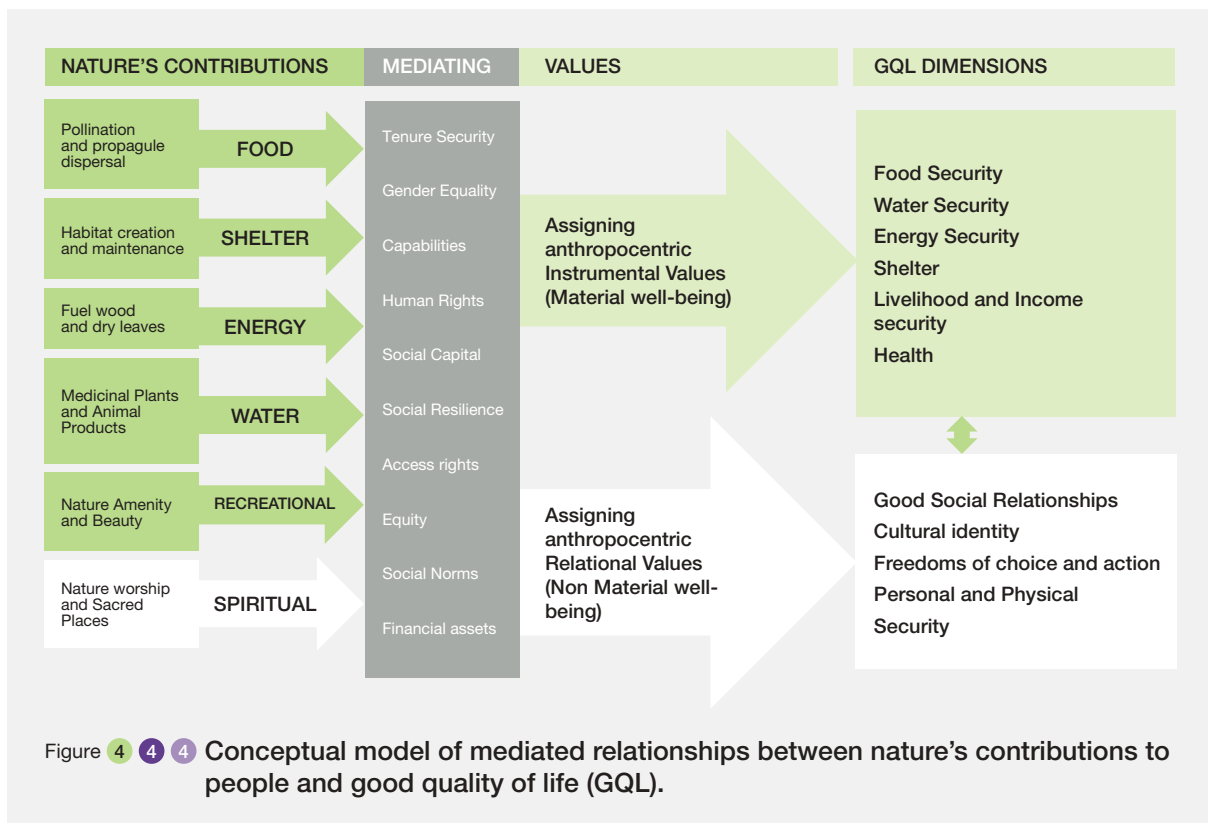 NATURE'S CONTRIBUTIONS
MEDIATING
VALUES
GQL DIMENSIONS
Pollination
and propagule
dispersal
FOOD
Habitat creation
and maintenance
SHELTER
Fuel wood
and dry leaves
ENERGY
Medicinal Plants
and Animal
Products
WATER
Nature Amenity
and Beauty
RECREATIONAL
Nature worship
and Sacred
Places
SPIRITUAL
Tenure Security
Gender Equality
Capabilities
Human Rights
Social Capital
Social Resilience
Access rights
Equity
Social Norms
Financial assets
Assigning
anthropocentric
Instrumental Values
(Material well-being)
Assigning
anthropocentric
Relational Values
(Non Material well-
being)
Food Security
Water Security
Energy Security
Shelter
Livelihood and Income
security
Health
Good Social Relationships
Cultural identity
Freedoms of choice and action
Personal and Physical
Security
Figure 4 4 4 Conceptual model of mediated relationships between nature's contributions to
people and good quality of life (GQL).